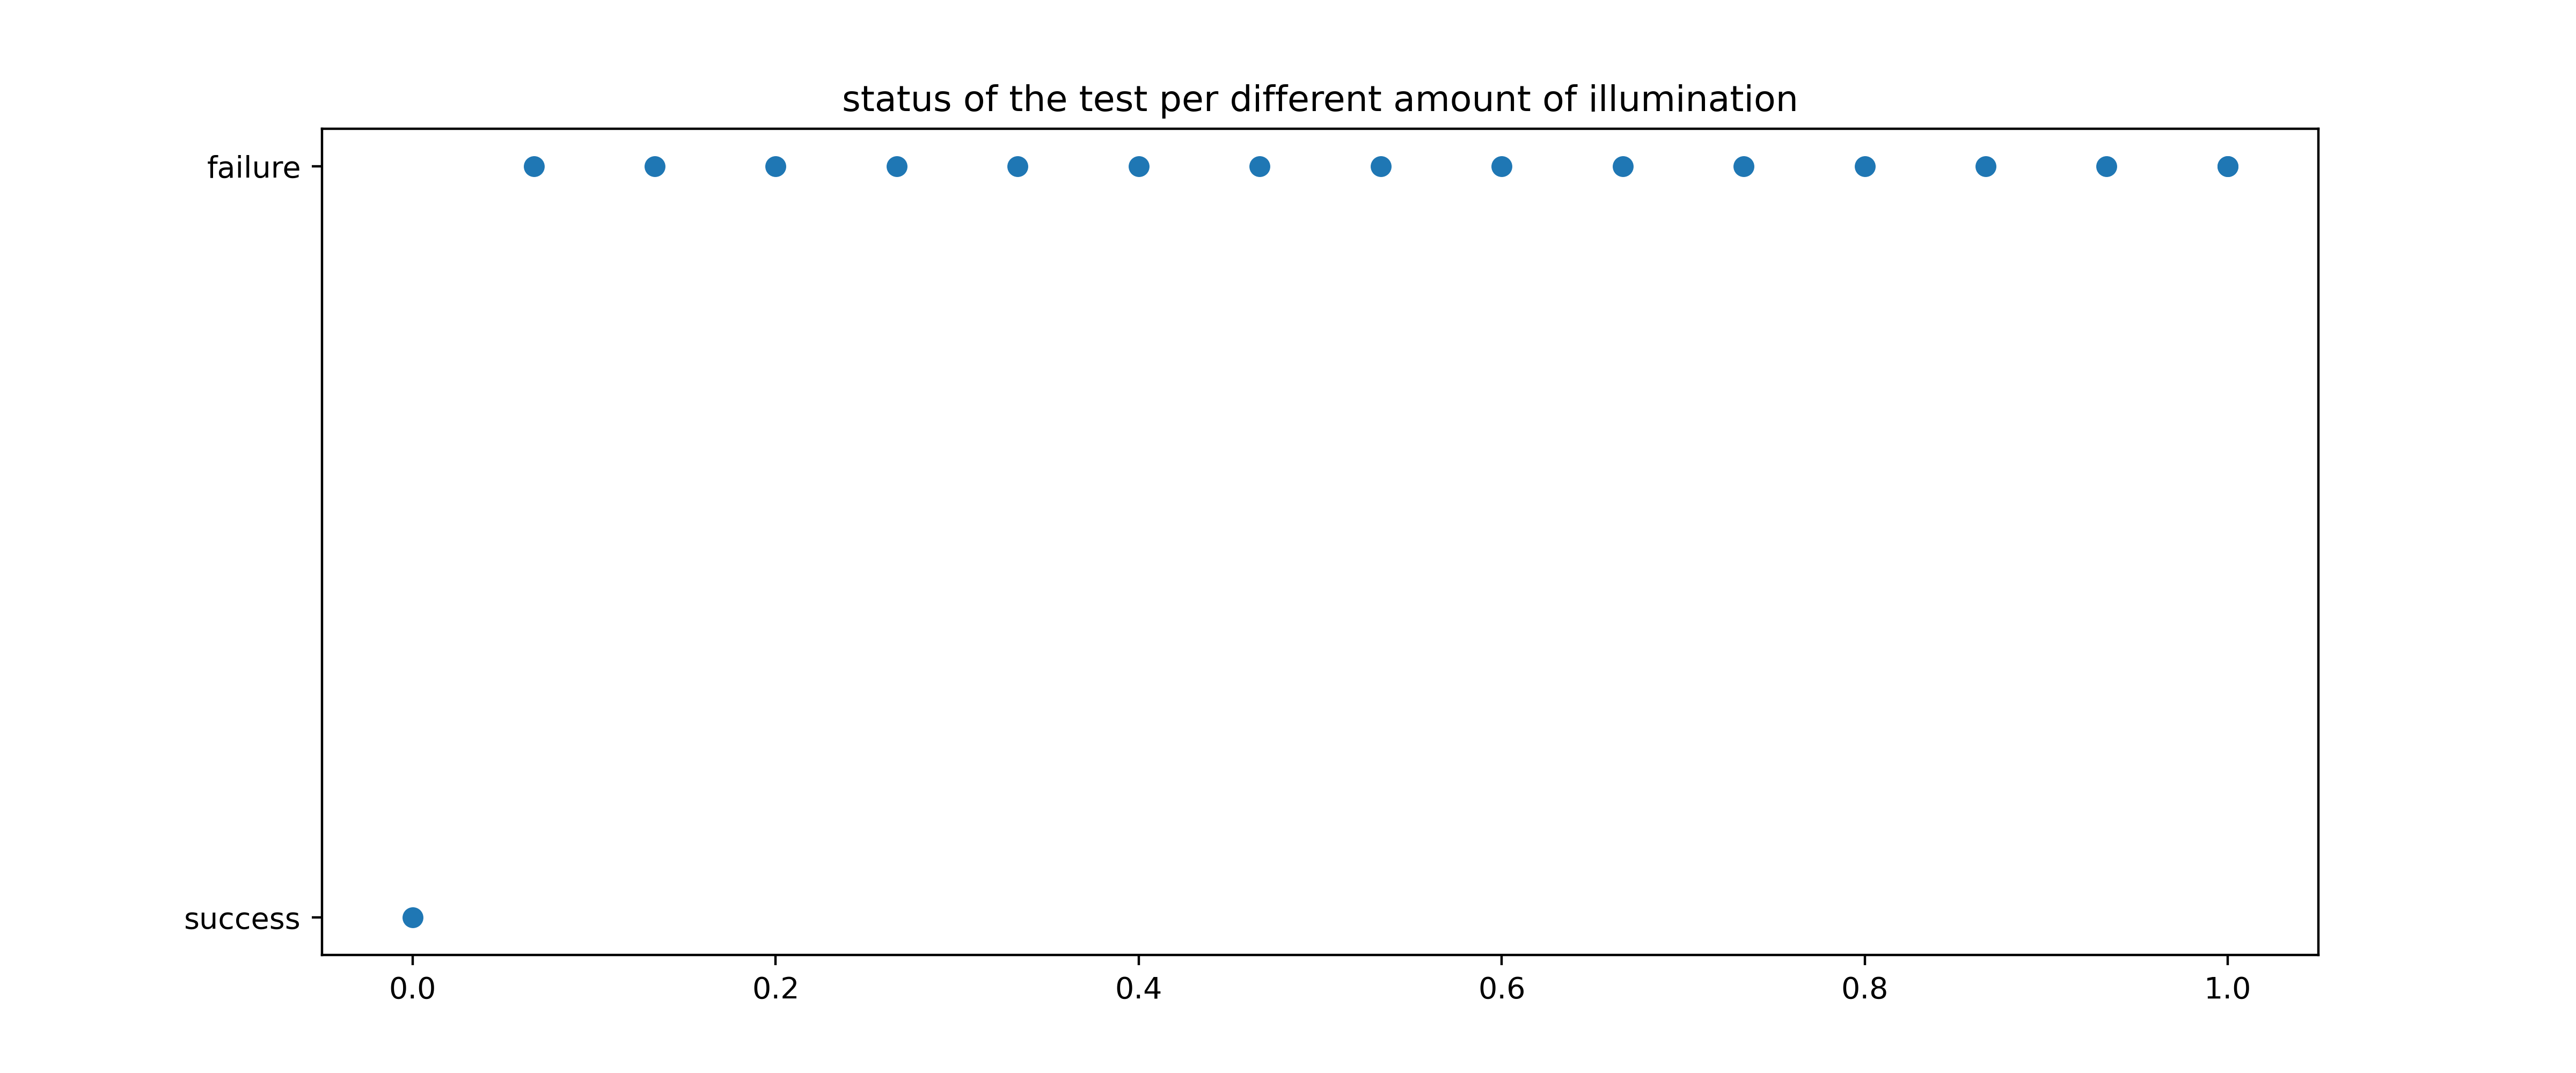 status of the test per different amount of illumination
failure
success
0.0 0.2 0.4 0.6 0.8 1.0